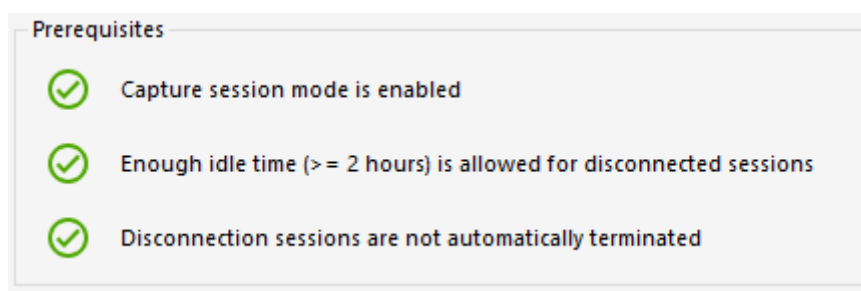 Prerequisites
Capture session mode is enabled
Enough idle time (>= 2 hours) is allowed for disconnected sessions
Disconnection sessions are not automatically terminated